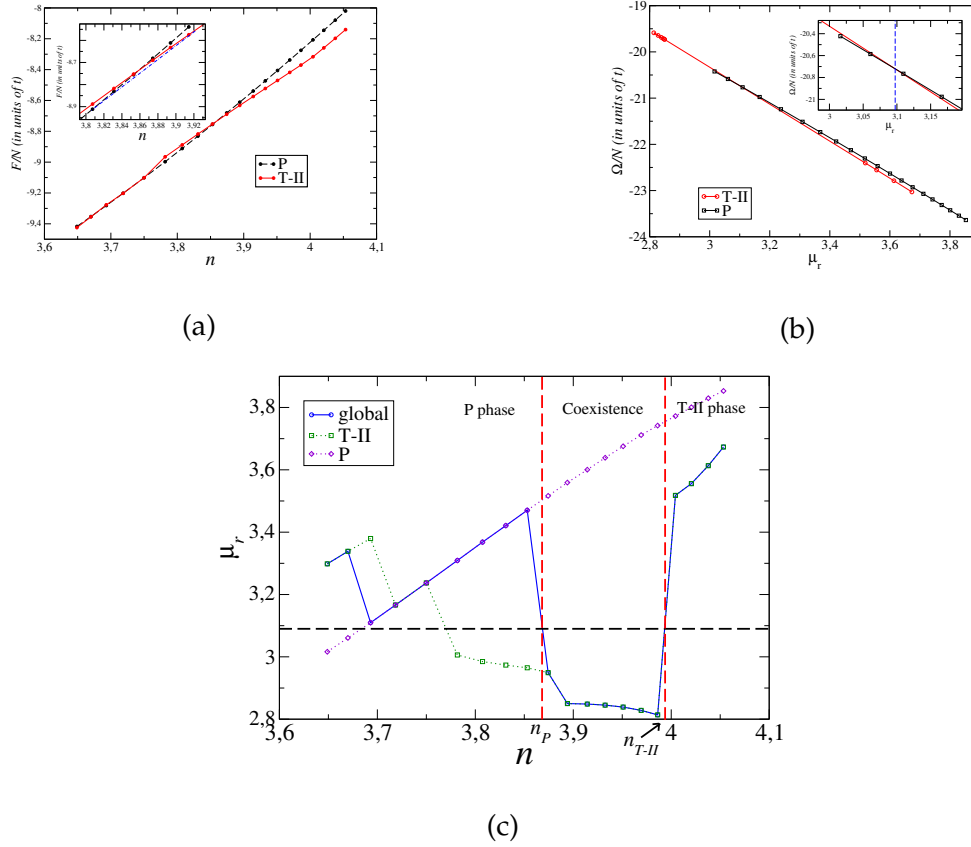 -8
-8,2
-8,4
-8,6
-8,8
-9
-9,2
-9,4
F/N (in units of t)
3,6
3,7
3,8
3,9
4
4,1
n
P
T-II
-8,7
-8,9
F/N (in units of t)
3,8
3,82
3,84
3,86
3,88
3,9
3,92
n
(a)
-19
-20
-21
-22
-23
-24
Ω/N (in units of t)
2,8
3
3,2
3,4
3,6
3,8
μr
T-II
P
-20,4
-20,6
-20,8
-21
Ω/N (in units of t)
3
3,05
3,1
3,15
μr
(b)
3,8
3,6
3,4
3,2
3
2,8
μr
global
T-II
P
P phase
Coexistence
T-II phase
3,6
3,7
3,8
3,9
4
4,1
nP
nT-II
n
(c)